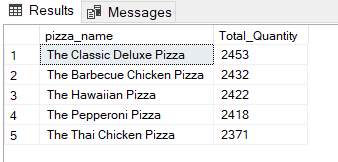 Results Messages
pizza_name Total_Quantity
1 The Classic Deluxe Pizza 2453
2 The Barbecue Chicken Pizza 2432
3 The Hawaiian Pizza 2422
4 The Pepperoni Pizza 2418
5 The Thai Chicken Pizza 2371